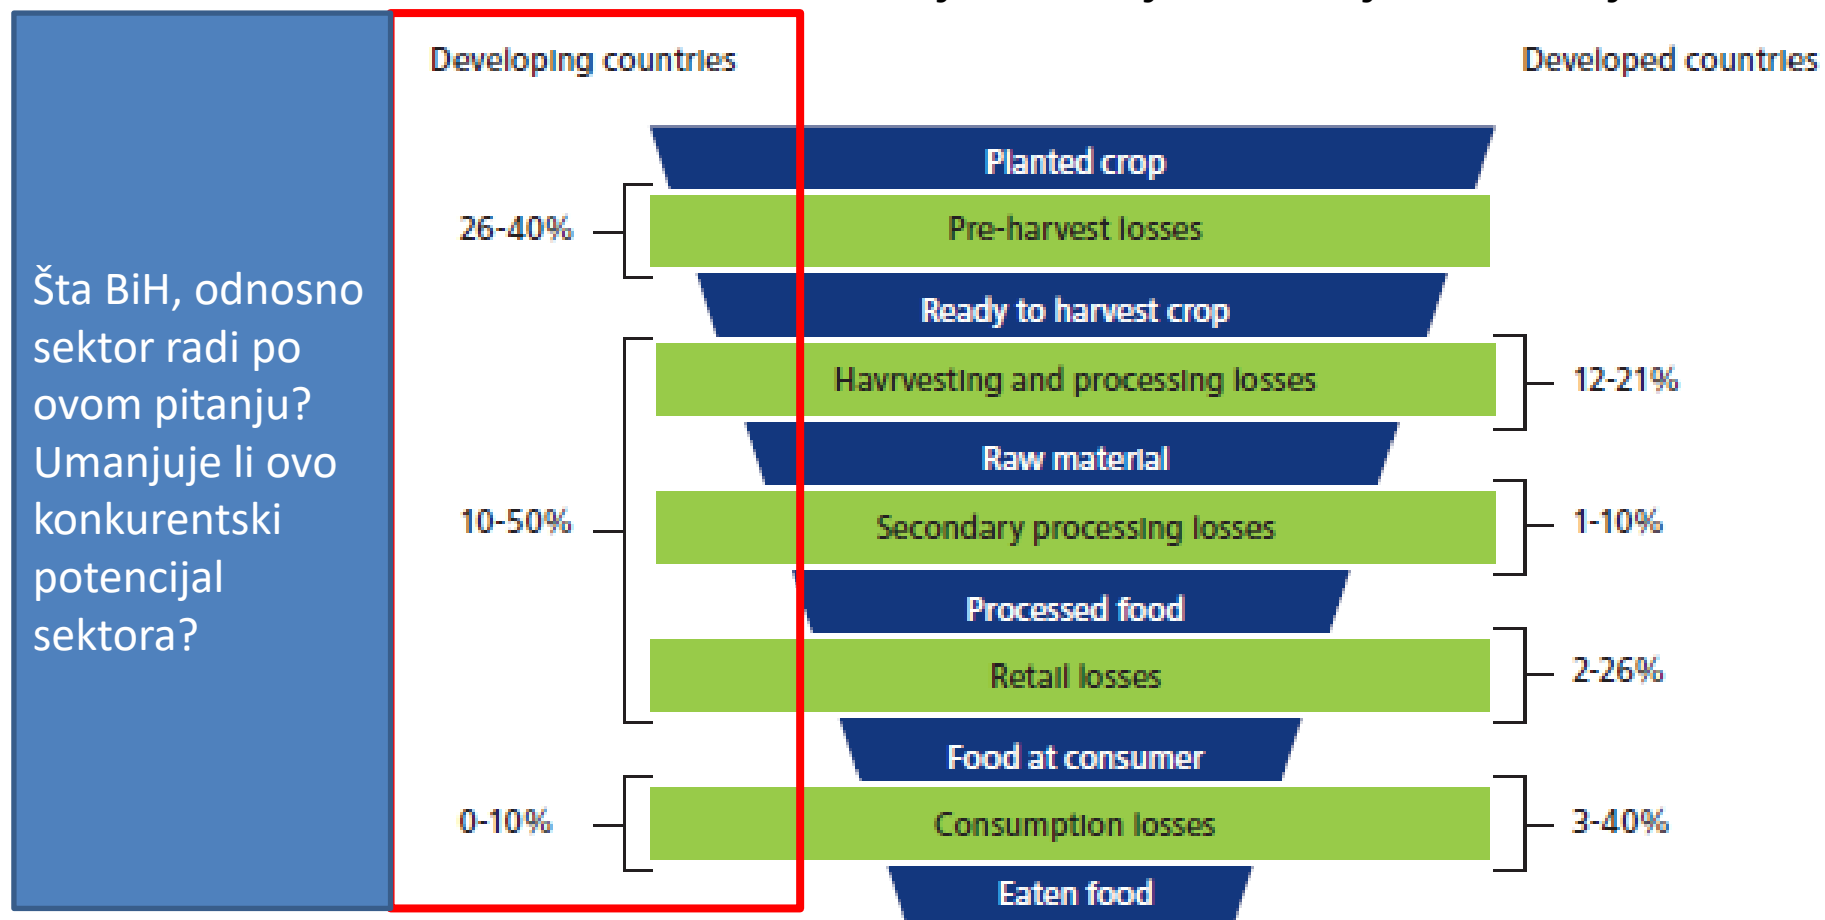 Developing countries
Developed countries
Planted crop
26-40%
Pre-harvest losses
Ready to harvest crop
Havrvesting and processing losses
12-21%
Raw material
10-50%
Secondary processing losses
1-10%
Processed food
Retail losses
2-26%
Food at consumer
0-10%
Consumption losses
3-40%
Eaten food
Šta BiH, odnosno
sektor radi po
ovom pitanju?
Umanjuje li ovo
konkurentski
potencijal
sektora?